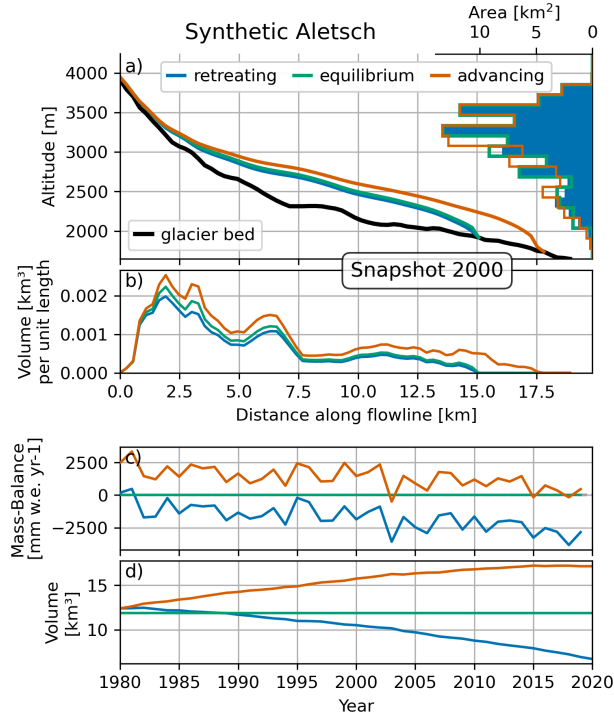 Synthetic Aletsch
Area [km²]
10 5 0
a)
retreating equilibrium advancing
Altitude [m]
4000
3500
3000
2500
2000
glacier bed
Snapshot 2000
b)
Volume [km³]
per unit length
0.002
0.001
0.000
0.0 2.5 5.0 7.5 10.0 12.5 15.0 17.5
Distance along flowline [km]
c)
Mass-Balance
[mm w.e. yr-1]
2500
0
−2500
d)
Volume
[km³]
15
10
1980 1985 1990 1995 2000 2005 2010 2015 2020
Year